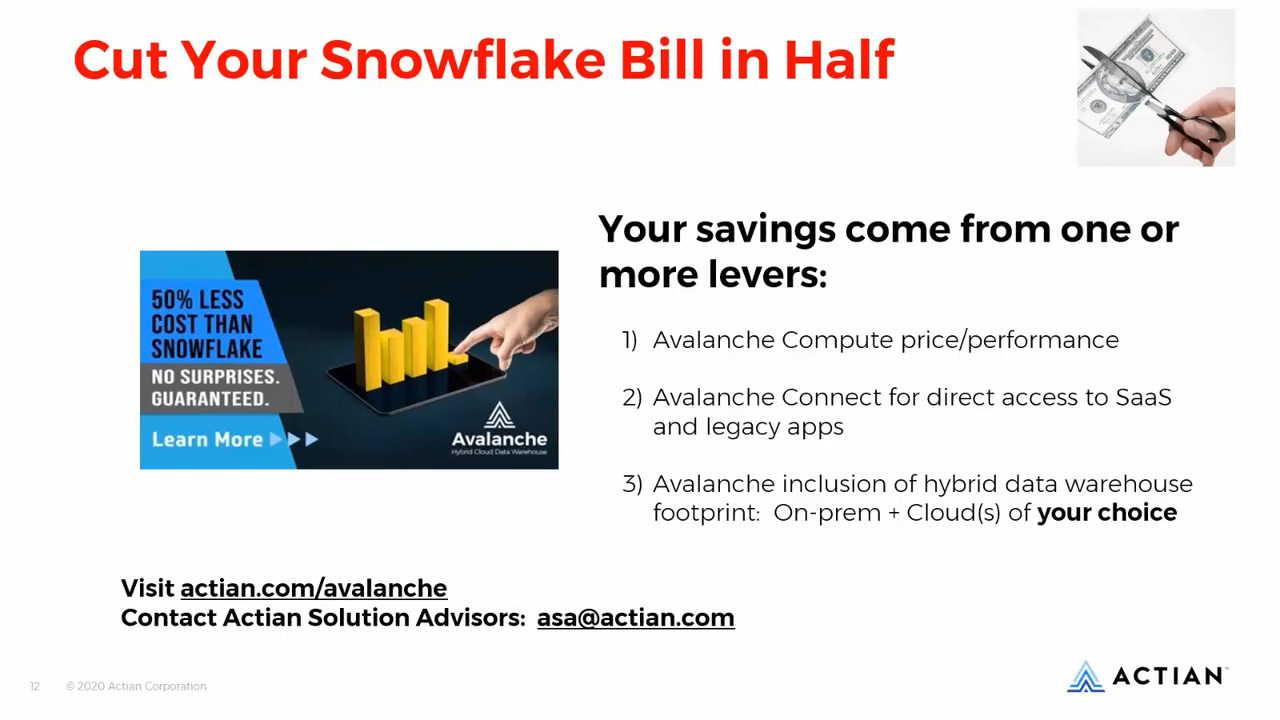 Cut Your Snowflake Bill in Half
50% LESS
COST THAN
SNOWFLAKE
NO SURPRISES.
GUARANTEED.
Learn More
Avalanche
Hybrid Cloud Data Warehouse
Your savings come from one or
more levers:
1) Avalanche Compute price/performance
2) Avalanche Connect for direct access to SaaS
and legacy apps
3) Avalanche inclusion of hybrid data warehouse
footprint: On-prem + Cloud(s) of your choice
Visit actian.com/avalanche
Contact Actian Solution Advisors: asa@actian.com
12 © 2020 Actian Corporation
ACTIAN™